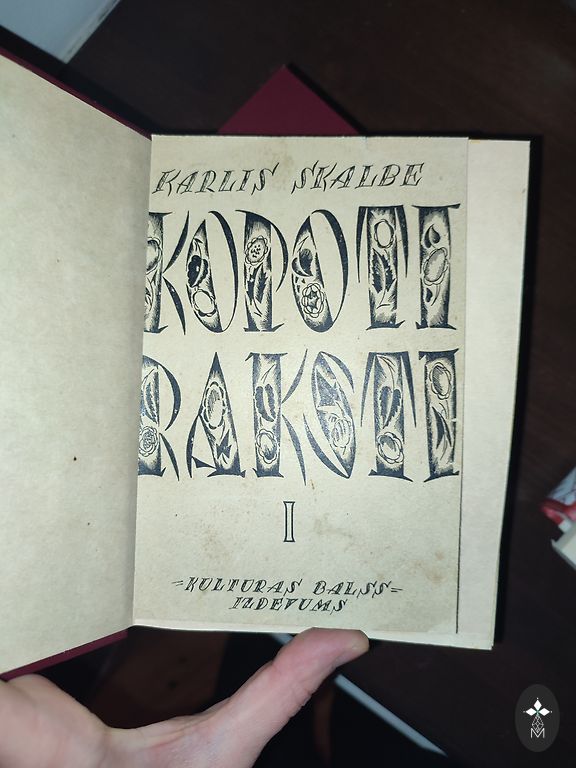 KARLIS SKALBE
KOPOTI
RAKSTI
I
=KULTURAS BALSS=
IZDEVUMS
M